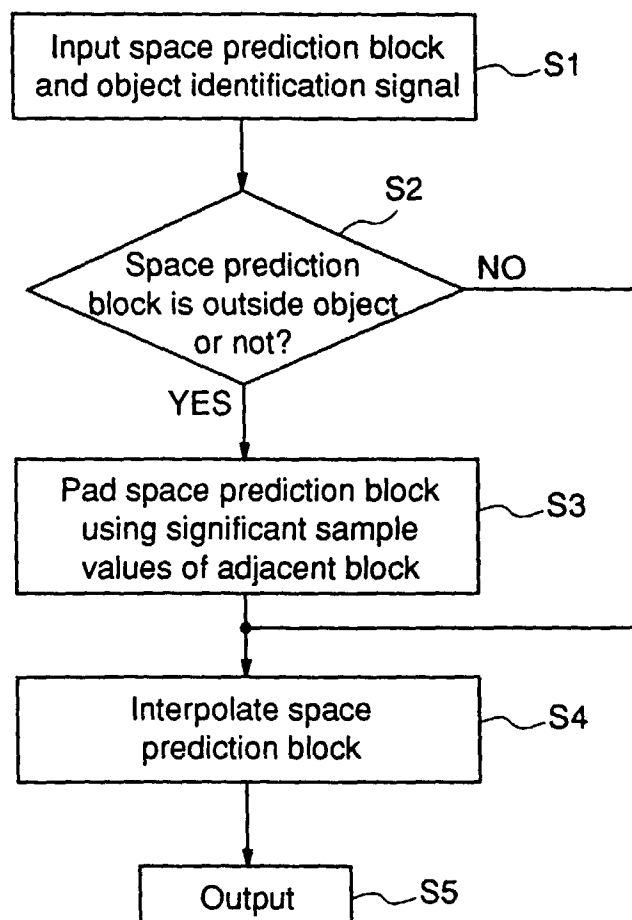 Input space prediction block
and object identification signal
S1
S2
Space prediction
block is outside object
or not?
NO
YES
Pad space prediction block
using significant sample
values of adjacent block
S3
Interpolate space
prediction block
S4
Output
S5